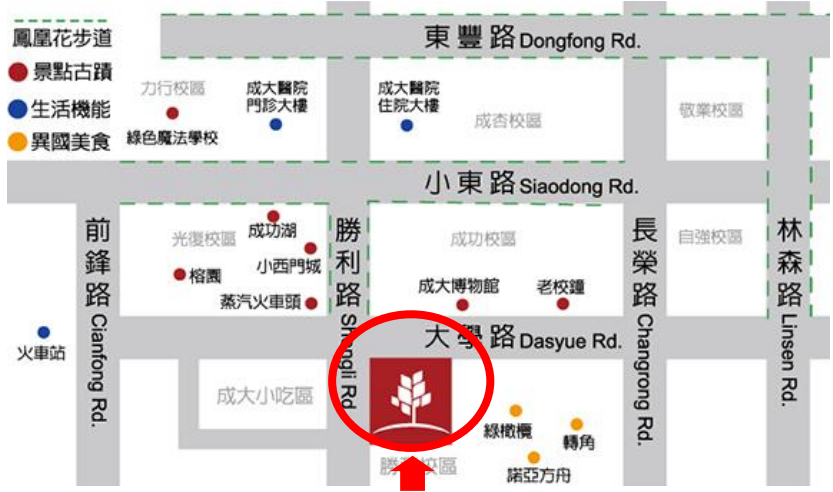 鳳凰花步道
景點古蹟
生活機能
異國美食
東豐路 Dongfong Rd.
力行校區
綠色魔法學校
成大醫院
門診大樓
成大醫院
住院大樓
成杏校區
敬業校區
小東路 Siaodong Rd.
前鋒路 Cianfong Rd.
光復校區
成功湖
小西門城
榕園
蒸汽火車頭
勝利路 Shengli Rd
成功校區
成大博物館
老校鐘
長榮路 Changrong Rd.
自強校區
林森路 Linsen Rd.
火車站
大學路 Dasyue Rd.
成大小吃區
勝利校區
綠橄欖
轉角
諾亞方舟